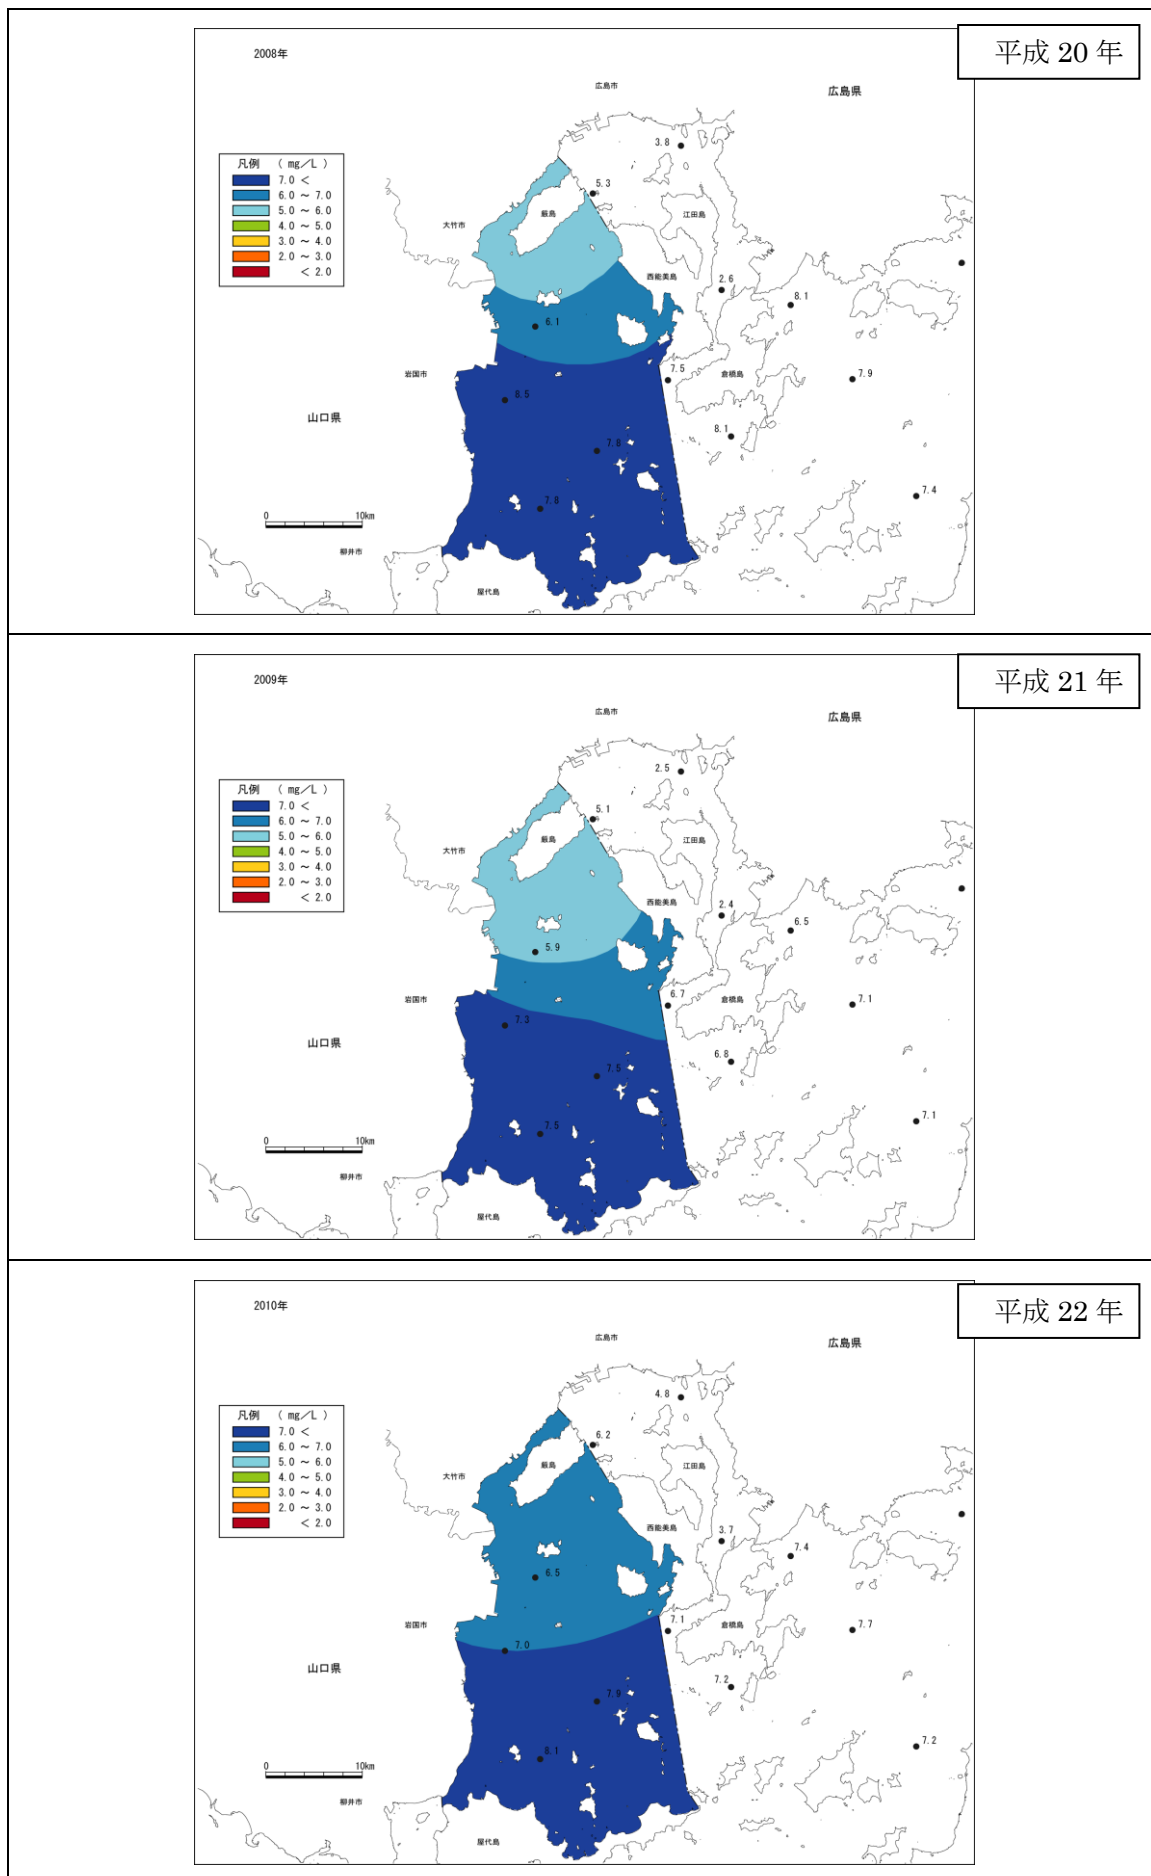 平成 20 年
2008年
広島市
広島県
3.8
凡例 ( mg/L )
7.0 <
6.0 ~ 7.0
5.0 ~ 6.0
4.0 ~ 5.0
3.0 ~ 4.0
2.0 ~ 3.0
< 2.0
5.3
厳島
江田島
大竹市
西能美島
2.6
8.1
6.1
岩国市
7.5
倉橋島
7.9
8.5
山口県
8.1
7.8
7.4
7.8
0 10km
柳井市
屋代島
平成 21 年
2009年
広島市
広島県
2.5
凡例 ( mg/L )
7.0 <
6.0 ~ 7.0
5.0 ~ 6.0
4.0 ~ 5.0
3.0 ~ 4.0
2.0 ~ 3.0
< 2.0
5.1
厳島
江田島
大竹市
西能美島
2.4
6.5
5.9
岩国市
6.7
倉橋島
7.1
7.3
山口県
6.8
7.5
7.1
7.5
0 10km
柳井市
屋代島
平成 22 年
2010年
広島市
広島県
4.8
凡例 ( mg/L )
7.0 <
6.0 ~ 7.0
5.0 ~ 6.0
4.0 ~ 5.0
3.0 ~ 4.0
2.0 ~ 3.0
< 2.0
6.2
厳島
江田島
大竹市
西能美島
3.7
7.4
6.5
岩国市
7.1
倉橋島
7.7
7.0
山口県
7.2
7.9
7.2
8.1
0 10km
柳井市
屋代島